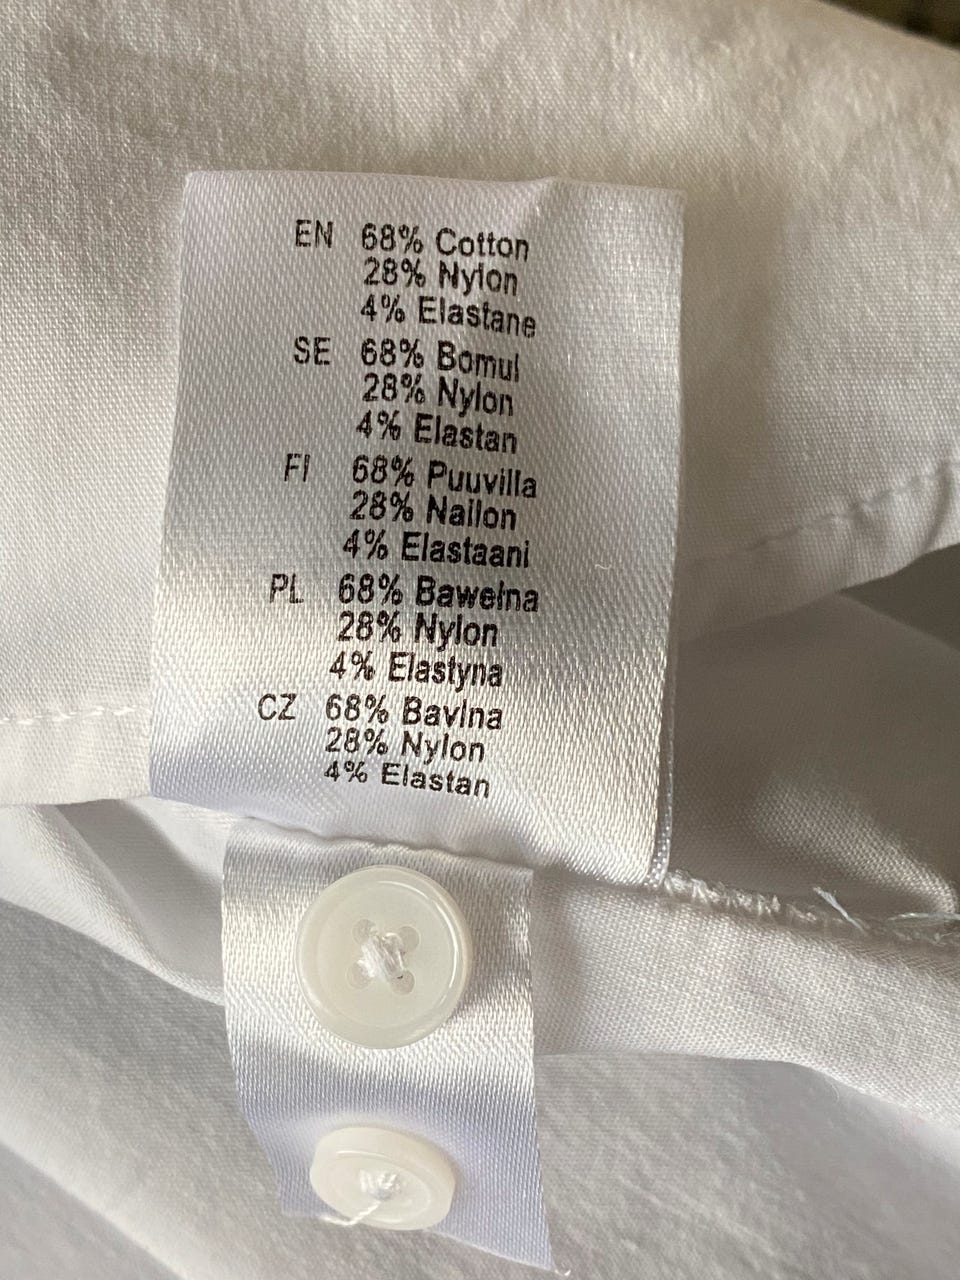 EN 68% Cotton
28% Nylon
4% Elastane
SE 68% Bomul
28% Nylon
4% Elastan
FI 68% Puuvilla
28% Nailon
4% Elastaani
PL 68% Bawełna
28% Nylon
4% Elastyna
CZ 68% Bavlna
28% Nylon
4% Elastan